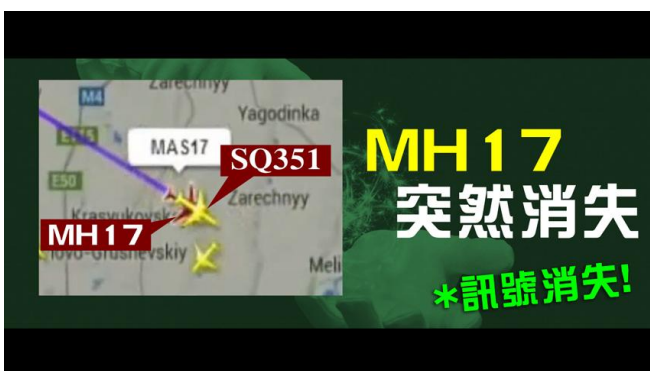 Zarechnyy
M4
Yagodinka
MAS17
SQ351
E50
Zarechnyy
Krasyukovsk
MH17
ovo-Grushevskiy
Meli
MH17
突然消失
*訊號消失!